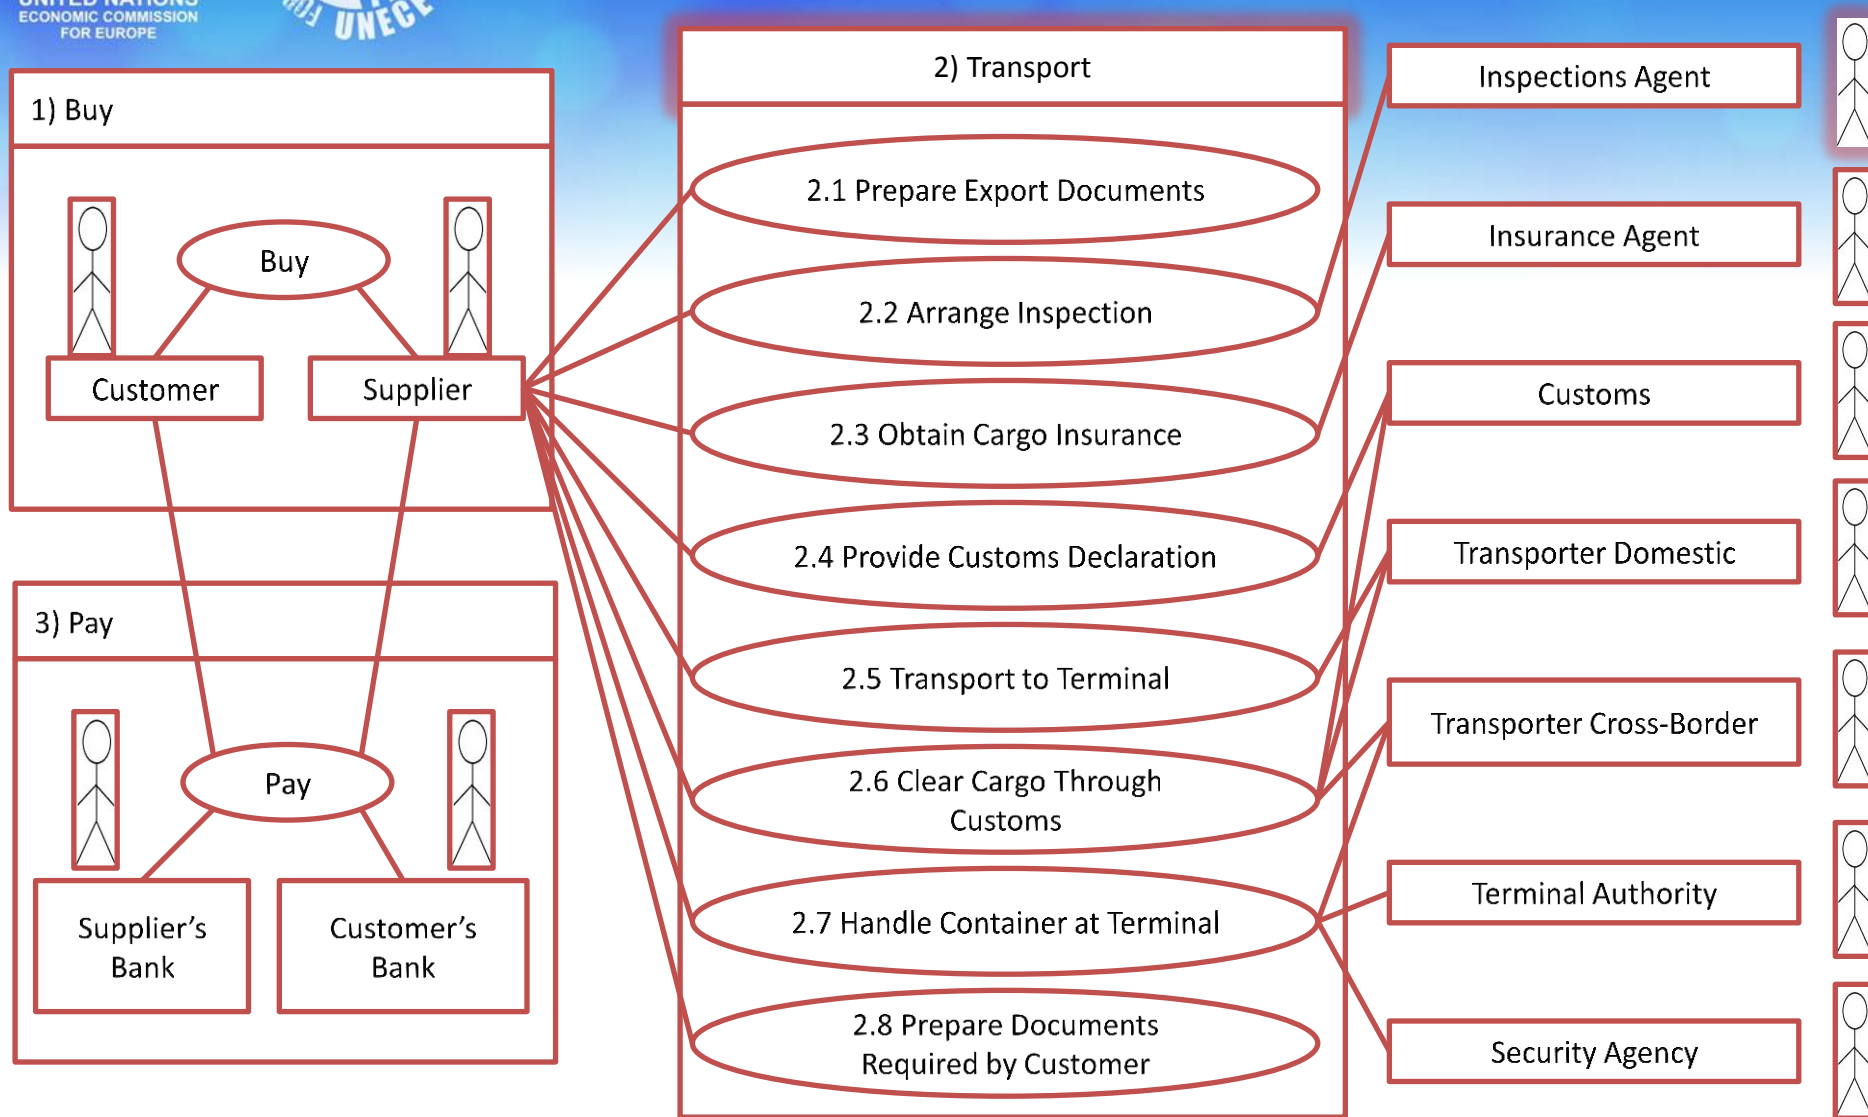 UNITED NATIONS
ECONOMIC COMMISSION
FOR EUROPE
FOR
UNECE
1) Buy
Buy
Customer
Supplier
3) Pay
Pay
Supplier’s
Bank
Customer’s
Bank
2) Transport
2.1 Prepare Export Documents
2.2 Arrange Inspection
2.3 Obtain Cargo Insurance
2.4 Provide Customs Declaration
2.5 Transport to Terminal
2.6 Clear Cargo Through
Customs
2.7 Handle Container at Terminal
2.8 Prepare Documents
Required by Customer
Inspections Agent
Insurance Agent
Customs
Transporter Domestic
Transporter Cross-Border
Terminal Authority
Security Agency